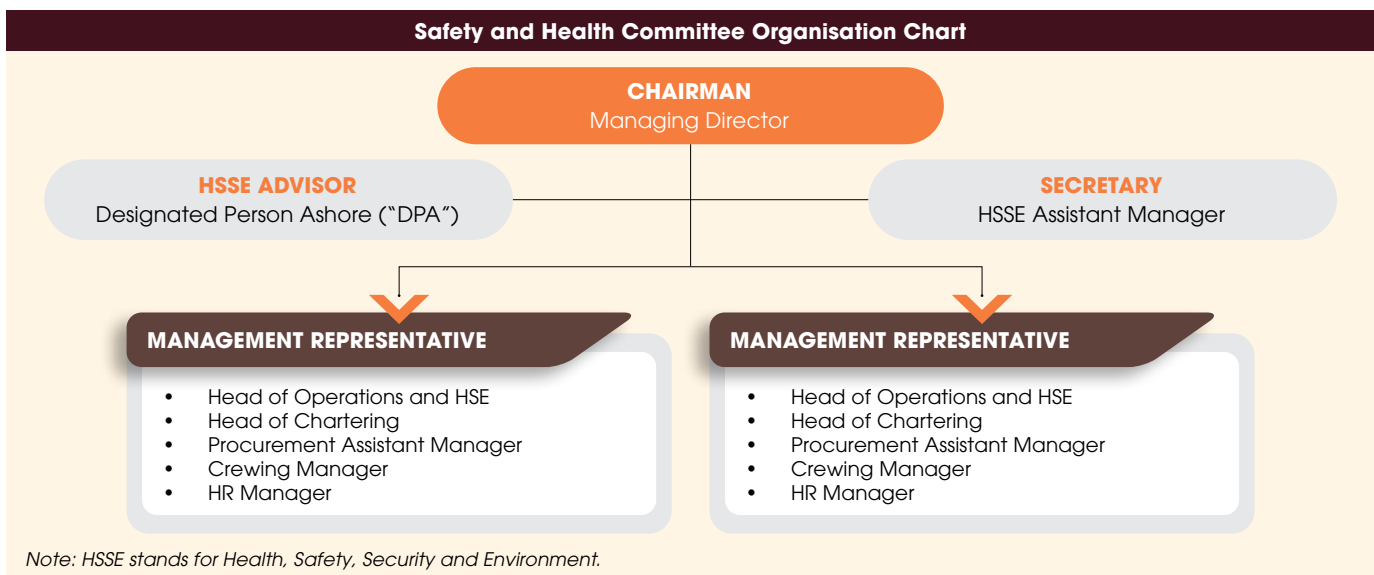 Safety and Health Committee Organisation Chart
CHAIRMAN
Managing Director
HSSE ADVISOR
Designated Person Ashore (“DPA”)
SECRETARY
HSSE Assistant Manager
MANAGEMENT REPRESENTATIVE
• Head of Operations and HSE
• Head of Chartering
• Procurement Assistant Manager
• Crewing Manager
• HR Manager
MANAGEMENT REPRESENTATIVE
• Head of Operations and HSE
• Head of Chartering
• Procurement Assistant Manager
• Crewing Manager
• HR Manager
Note: HSSE stands for Health, Safety, Security and Environment.